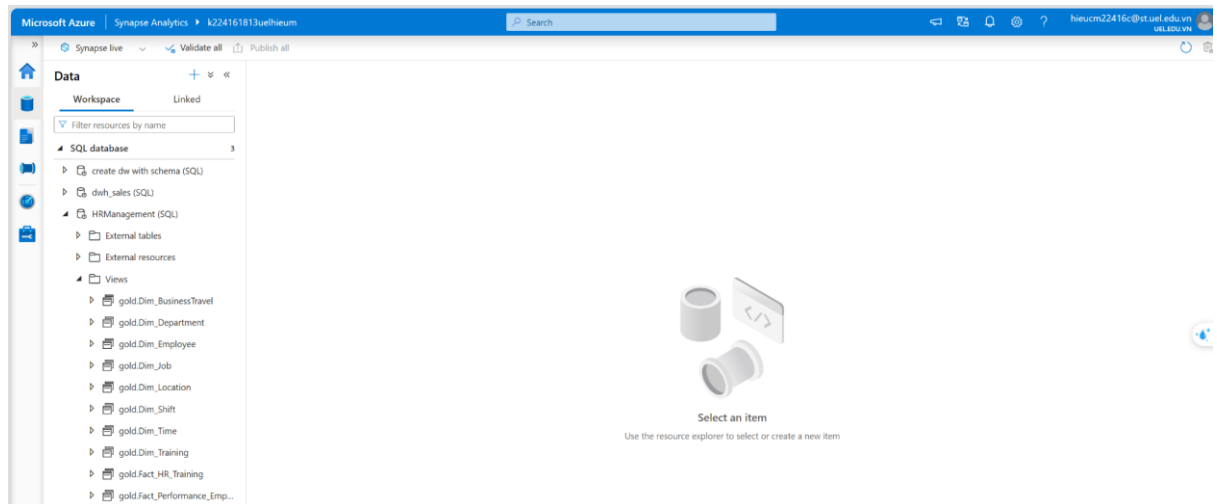 Microsoft Azure Synapse Analytics k224161813uelhieum Search hieucm22416c@st.uel.edu.vn
UEL.EDU.VN
Synapse live Validate all Publish all
Data
Workspace Linked
Filter resources by name
SQL database 3
create dw with schema (SQL)
dwh_sales (SQL)
HRManagement (SQL)
External tables
External resources
Views
gold.Dim_BusinessTravel
gold.Dim_Department
gold.Dim_Employee
gold.Dim_Job
gold.Dim_Location
gold.Dim_Shift
gold.Dim_Time
gold.Dim_Training
gold.Fact_HR_Training
gold.Fact_Performance_Emp...
Select an item
Use the resource explorer to select or create a new item